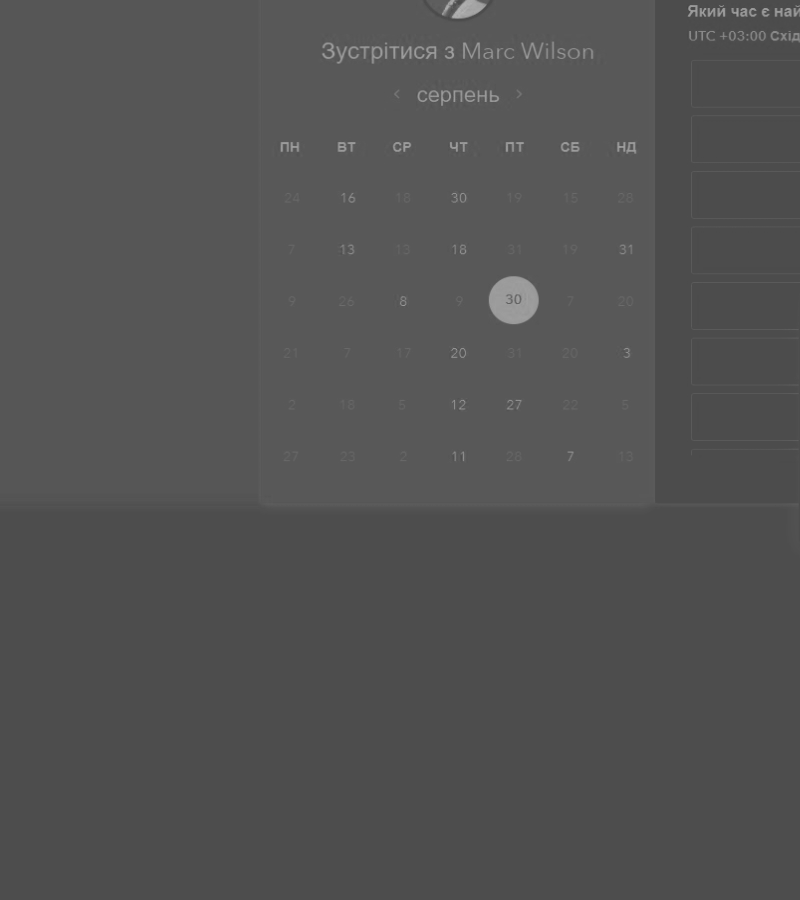 Який час є най
UTC +03:00 Схід
Зустрітися з Marc Wilson
серпень
ПН ВТ СР ЧТ ПТ СБ НД
24 16 18 30 19 15 28
7 13 13 18 31 19 31
9 26 8 9 30 7 20
21 7 17 20 31 20 3
2 18 5 12 27 22 5
27 23 2 11 28 7 13